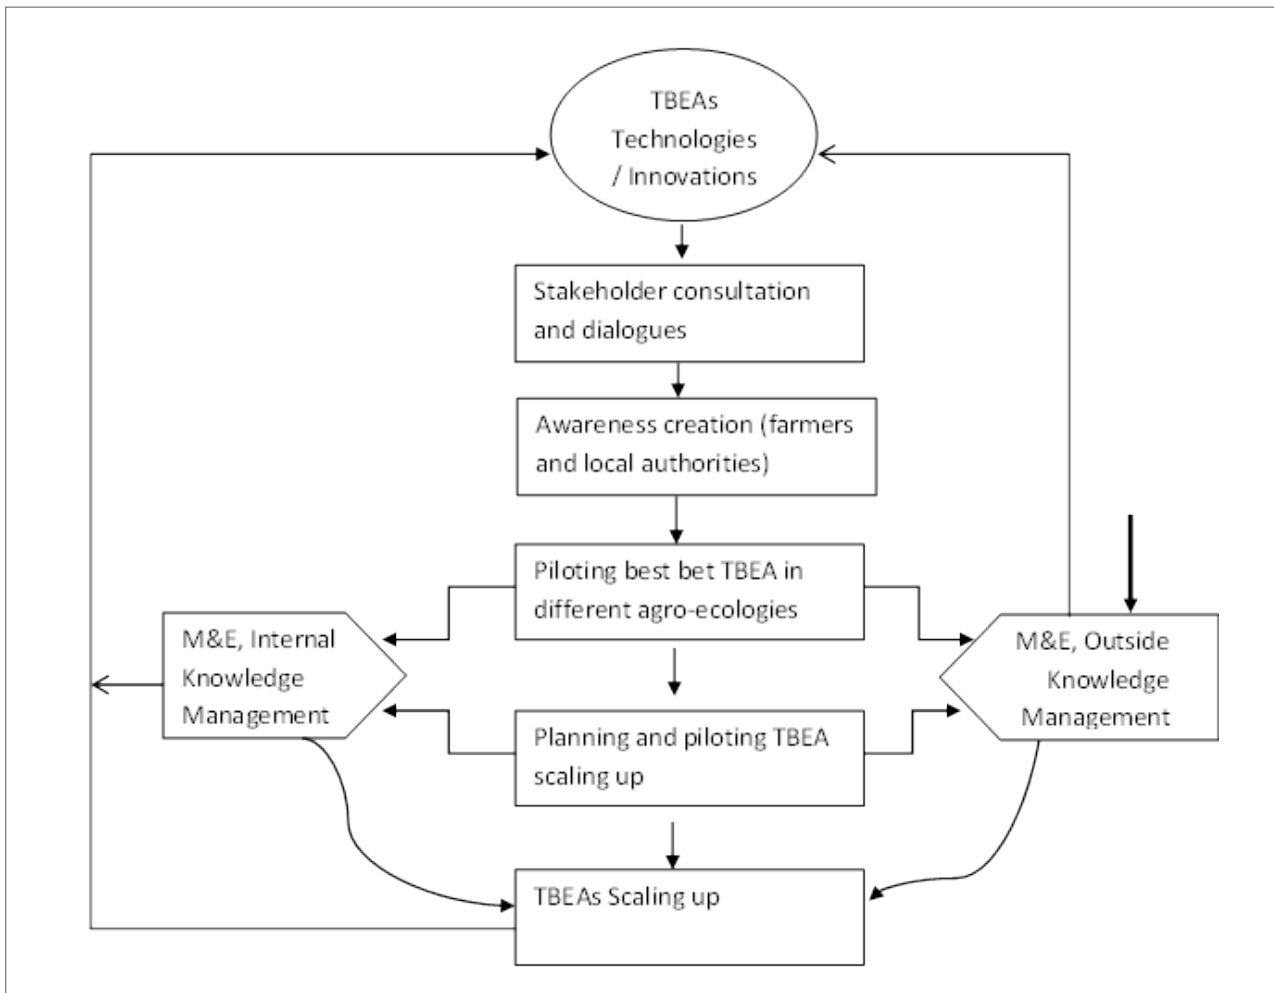 TBEAs
Technologies
/ Innovations
Stakeholder consultation
and dialogues
Awareness creation (farmers
and local authorities)
Piloting best bet TBEA in
different agro-ecologies
M&E, Internal
Knowledge
Management
M&E, Outside
Knowledge
Management
Planning and piloting TBEA
scaling up
TBEAs Scaling up